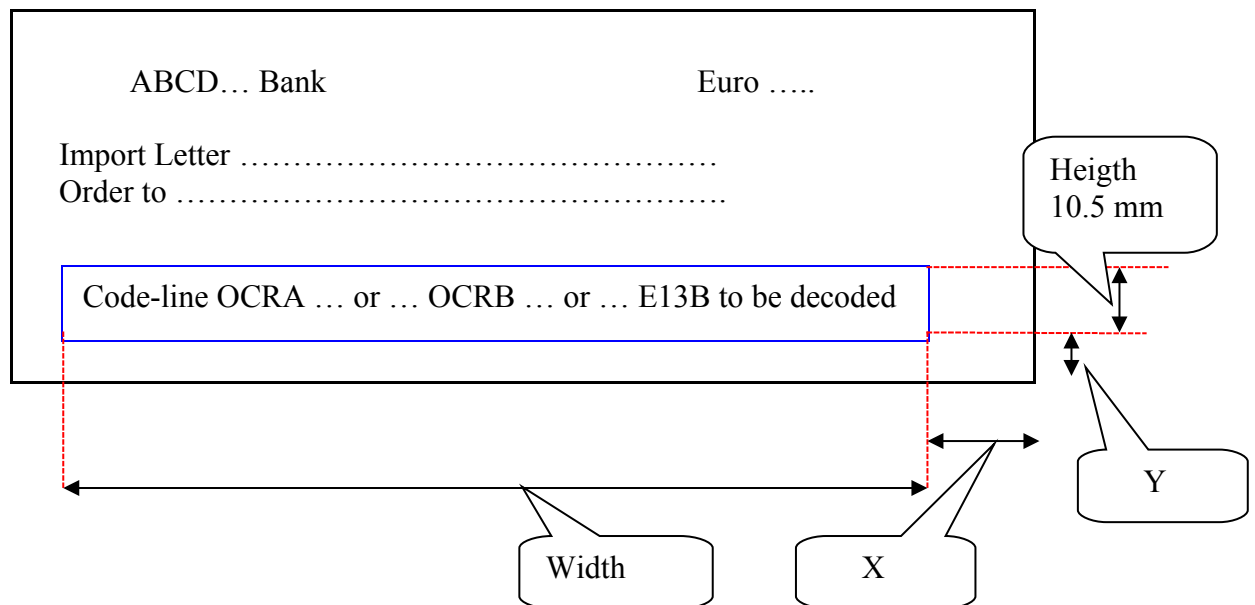 ABCD… Bank Euro …..
Import Letter ………………………………………
Order to …………………………………………….
Heigth
10.5 mm
Code-line OCRA … or … OCRB … or … E13B to be decoded
Y
Width
X